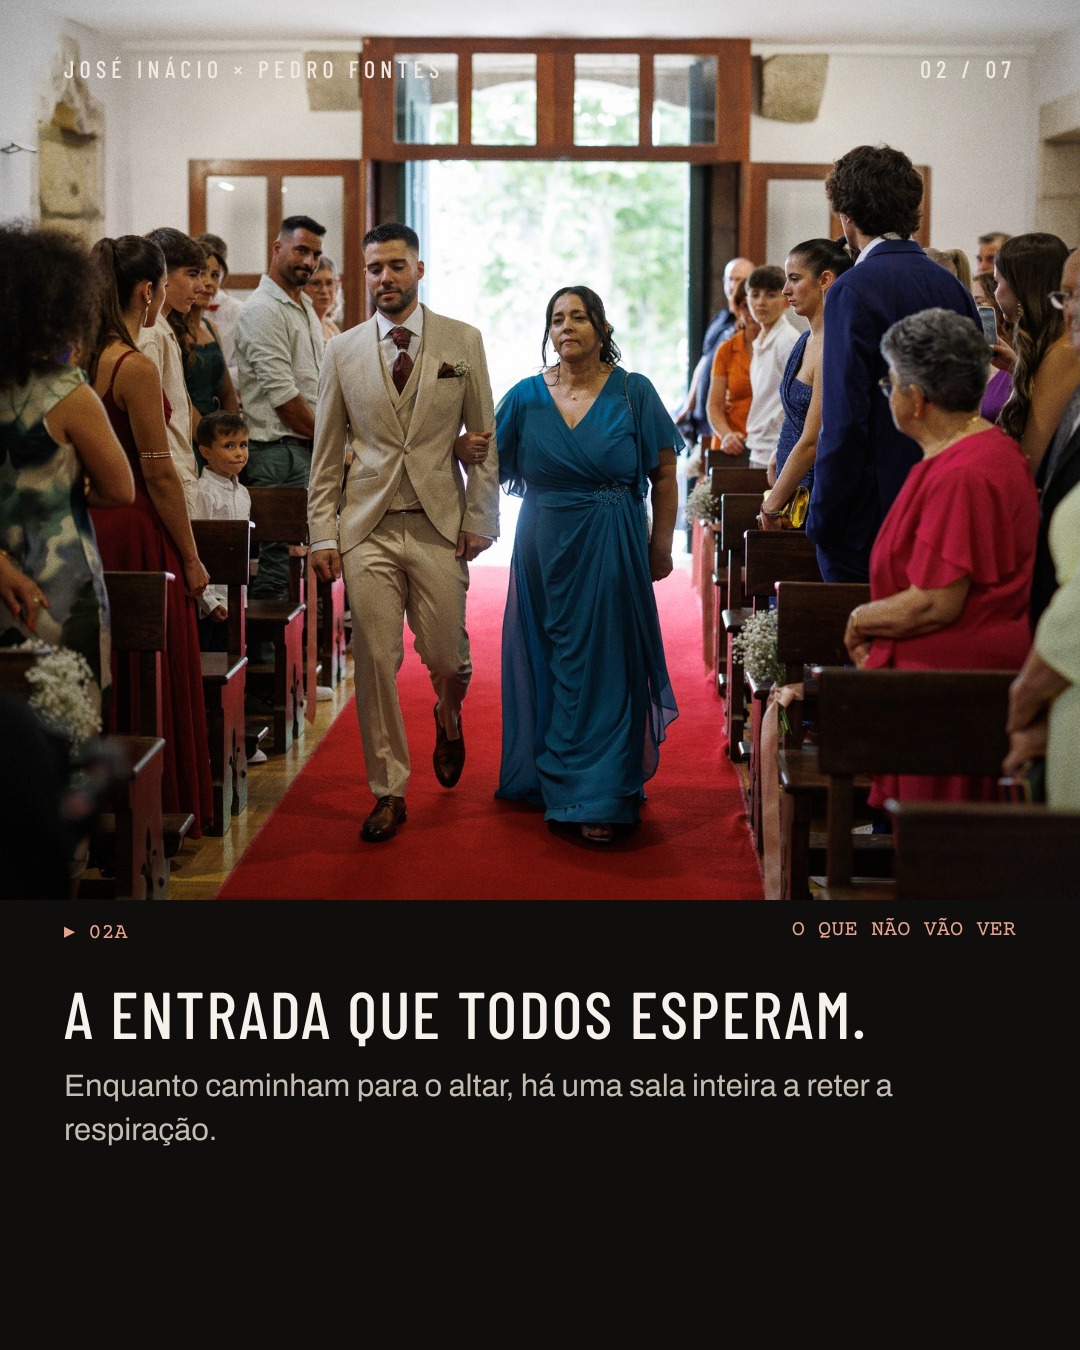 JOSÉ INÁCIO × PEDRO FONTES
02 / 07
▶ 02A
O QUE NÃO VÃO VER
A ENTRADA QUE TODOS ESPERAM.
Enquanto caminham para o altar, há uma sala inteira a reter a
respiração.